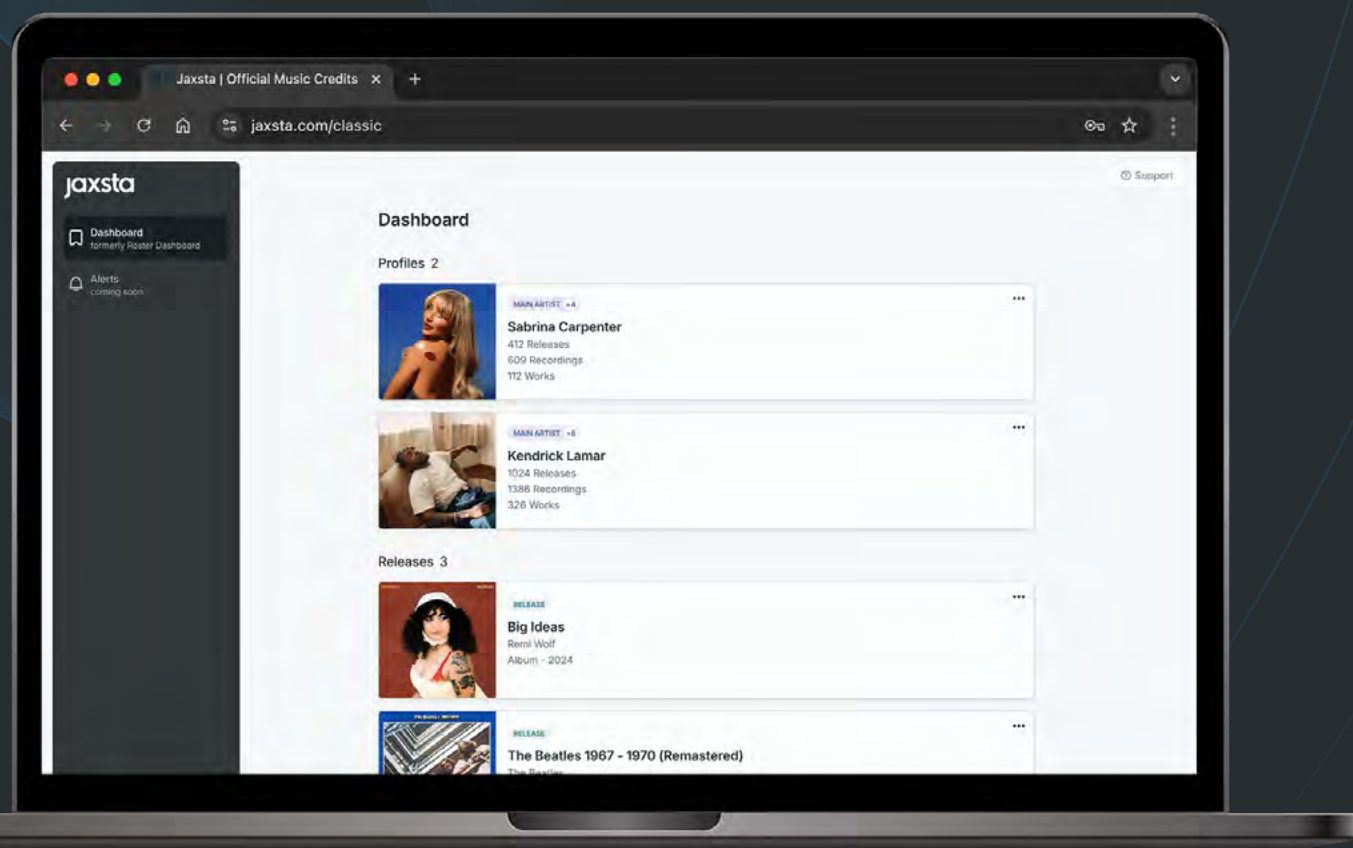 Jaxsta | Official Music Credits
jaxsta.com/classic
jaxsta
Support
Dashboard
formerly Roster Dashboard
Alerts
coming soon
Dashboard
Profiles 2
MAIN ARTIST +4
Sabrina Carpenter
412 Releases
609 Recordings
112 Works
MAIN ARTIST +6
Kendrick Lamar
1024 Releases
1386 Recordings
326 Works
Releases 3
RELEASE
Big Ideas
Remi Wolf
Album - 2024
RELEASE
The Beatles 1967 - 1970 (Remastered)
The Beatles